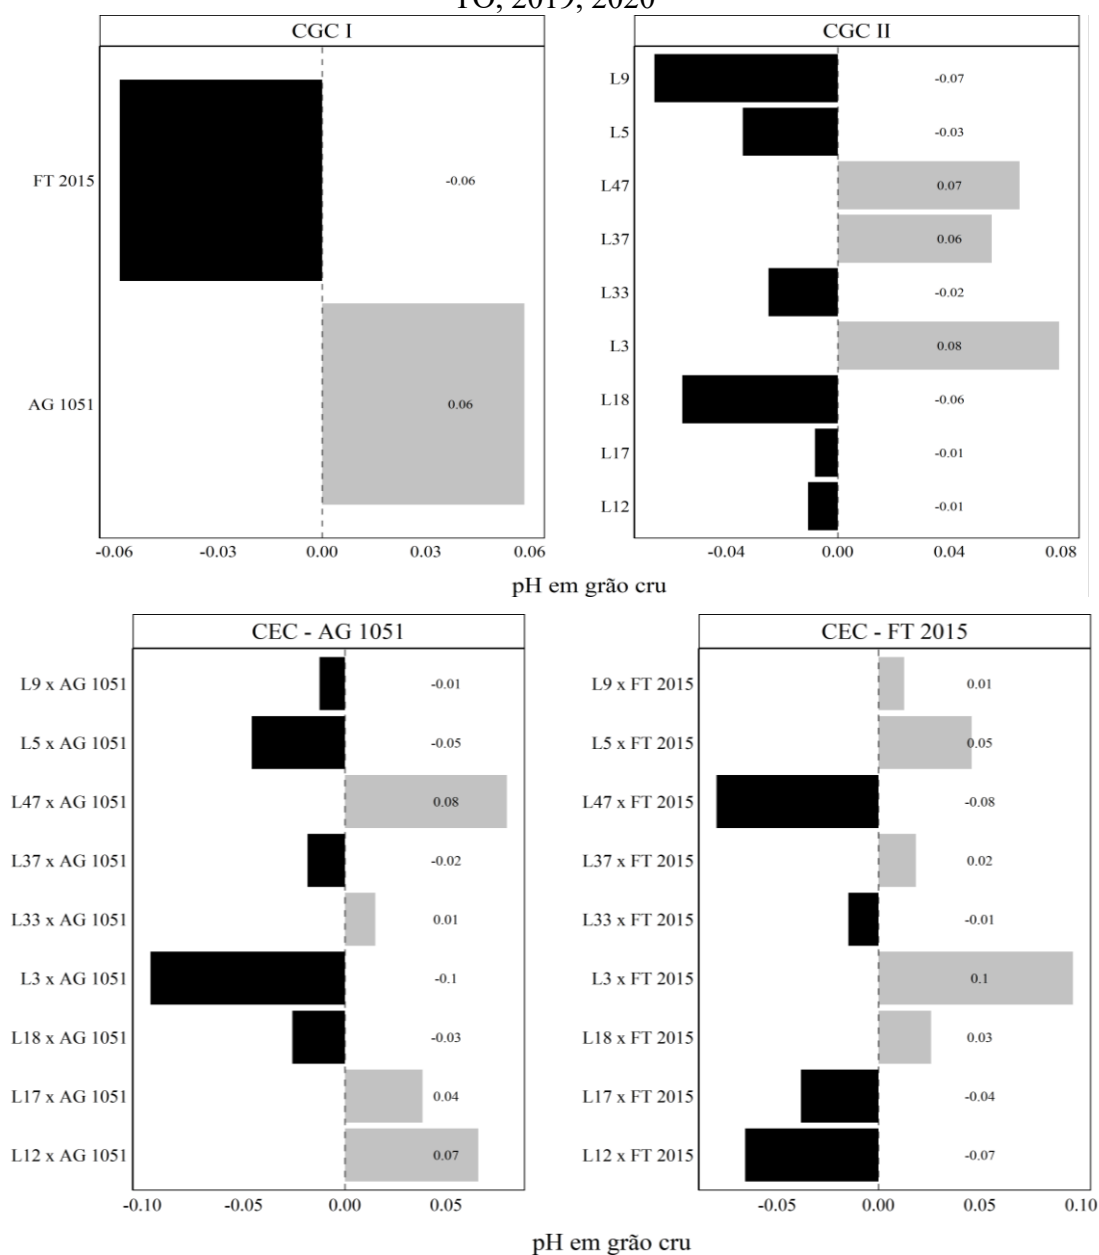 TO, 2019, 2020
CGC I
CGC II
FT 2015
-0.06
AG 1051
0.06
-0.06 -0.03 0.00 0.03 0.06
L9
-0.07
L5
-0.03
L47
0.07
L37
0.06
L33
-0.02
L3
0.08
L18
-0.06
L17
-0.01
L12
-0.01
-0.04 0.00 0.04 0.08
pH em grão cru
CEC - AG 1051
L9 x AG 1051
-0.01
L5 x AG 1051
-0.05
L47 x AG 1051
0.08
L37 x AG 1051
-0.02
L33 x AG 1051
0.01
L3 x AG 1051
-0.1
L18 x AG 1051
-0.03
L17 x AG 1051
0.04
L12 x AG 1051
0.07
-0.10 -0.05 0.00 0.05
CEC - FT 2015
L9 x FT 2015
0.01
L5 x FT 2015
0.05
L47 x FT 2015
-0.08
L37 x FT 2015
0.02
L33 x FT 2015
-0.01
L3 x FT 2015
0.1
L18 x FT 2015
0.03
L17 x FT 2015
-0.04
L12 x FT 2015
-0.07
-0.05 0.00 0.05 0.10
pH em grão cru